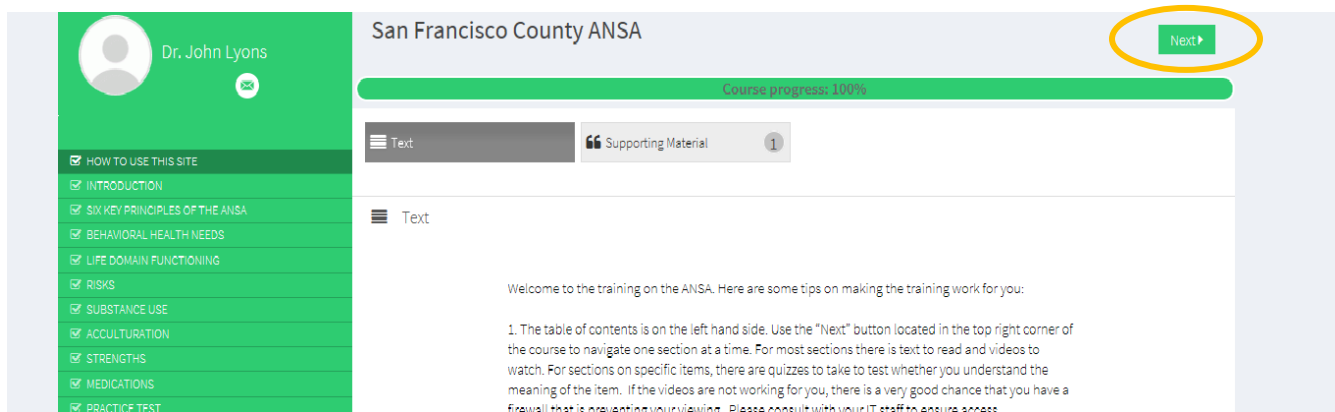 Dr. John Lyons
San Francisco County ANSA
Next
Course progress: 100%
Text
Supporting Material
1
HOW TO USE THIS SITE
INTRODUCTION
SIX KEY PRINCIPLES OF THE ANSA
BEHAVIORAL HEALTH NEEDS
LIFE DOMAIN FUNCTIONING
RISKS
SUBSTANCE USE
ACCULTURATION
STRENGTHS
MEDICATIONS
PRACTICE TEST
Text
Welcome to the training on the ANSA. Here are some tips on making the training work for you:
1. The table of contents is on the left hand side. Use the “Next” button located in the top right corner of
the course to navigate one section at a time. For most sections there is text to read and videos to
watch. For sections on specific items, there are quizzes to take to test whether you understand the
meaning of the item. If the videos are not working for you, there is a very good chance that you have a
firewall that is preventing your viewing. Please consult with your IT staff to ensure access.